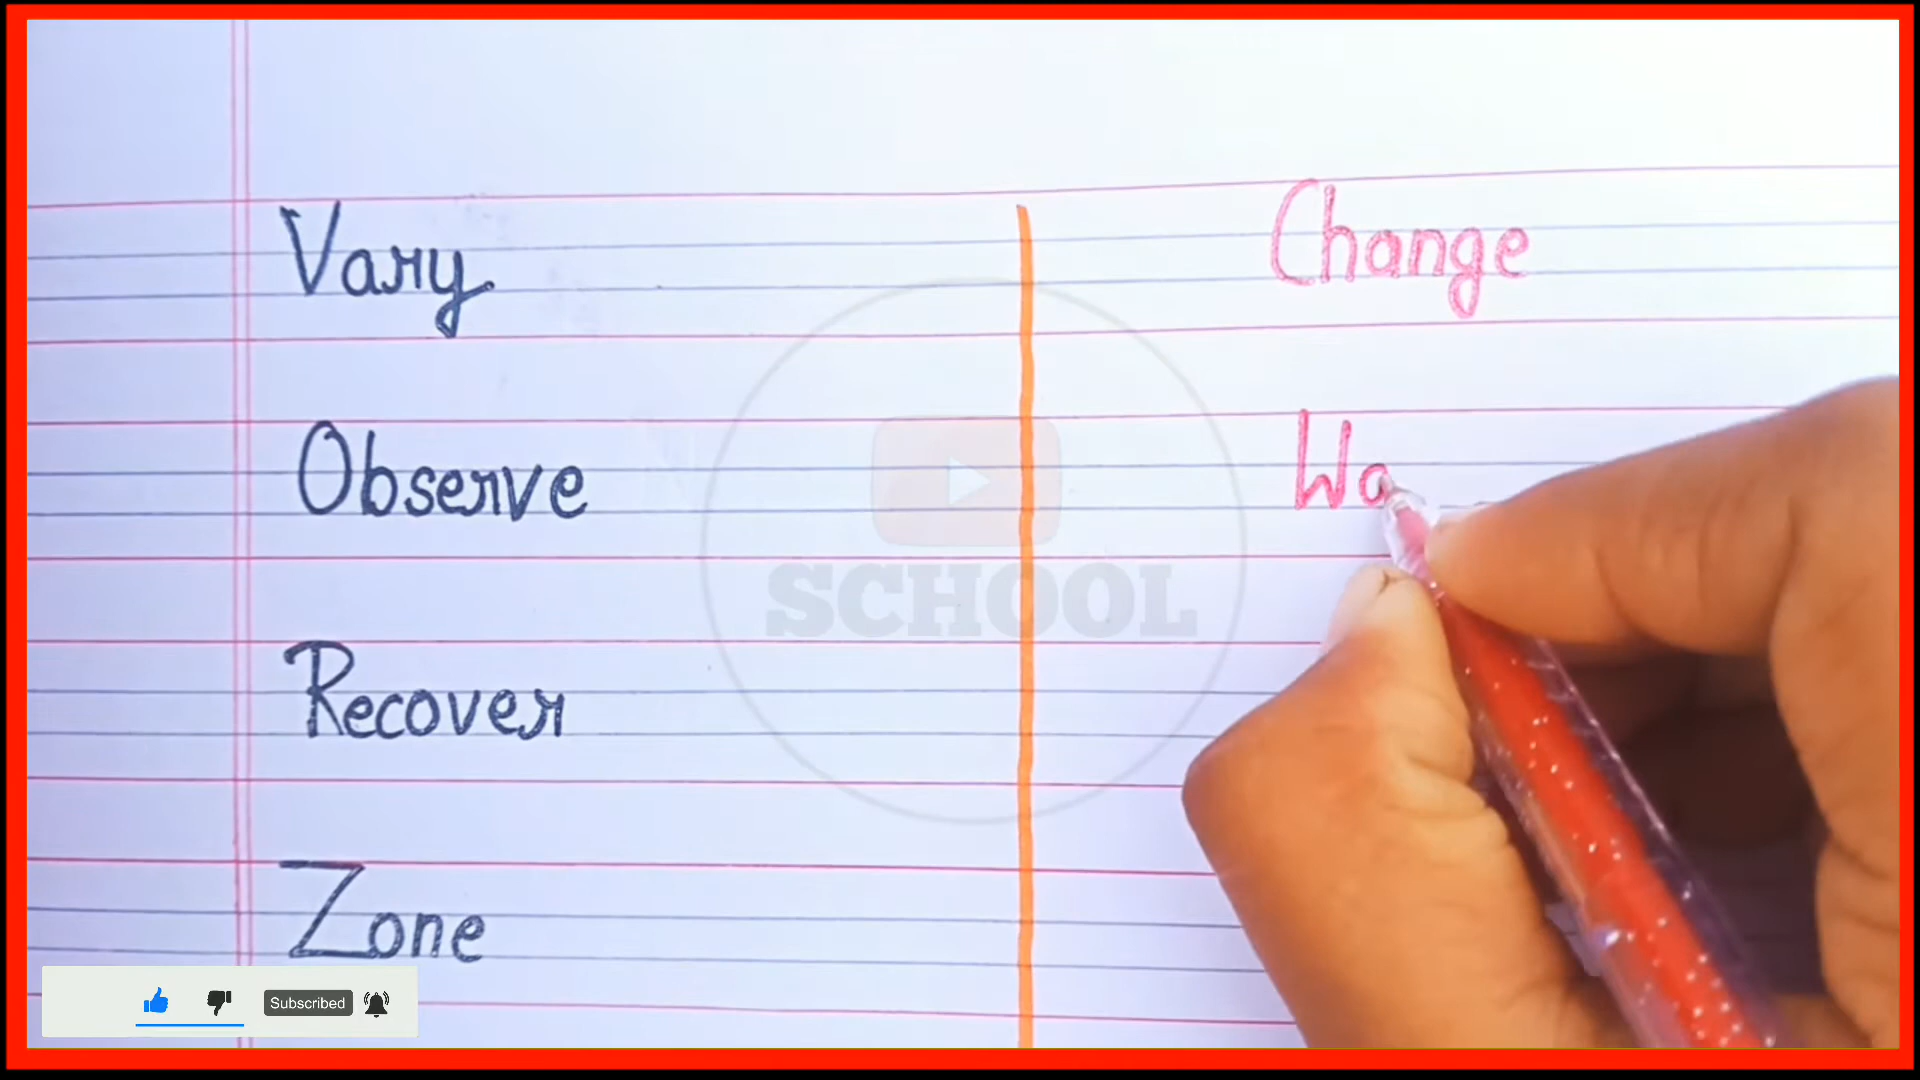 Vary Change
Observe Wa
SCHOOL
Recover
Zone
Subscribed